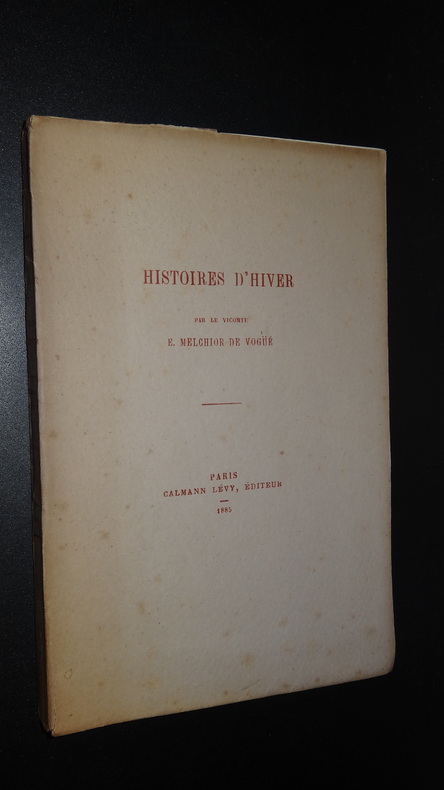 HISTOIRES D'HIVER
PAR LE VICOMTE
E. MELCHIOR DE VOGÜÉ
PARIS
CALMANN LÉVY, ÉDITEUR
1885